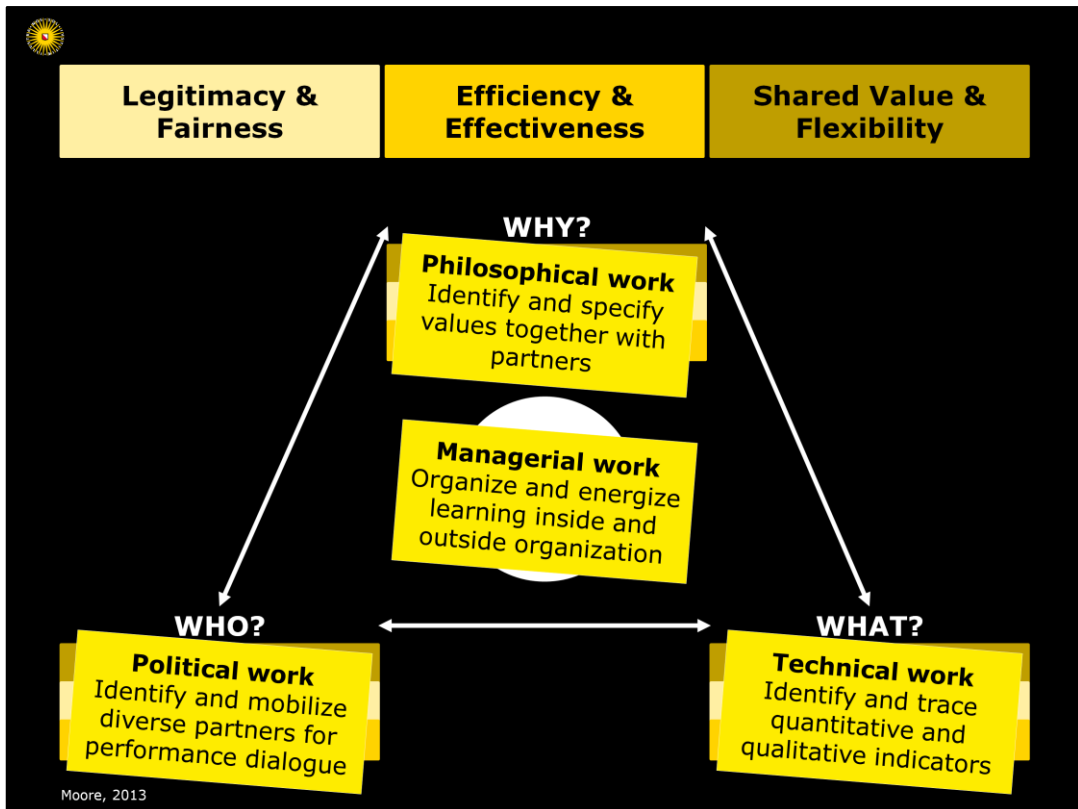 Legitimacy &
Fairness
Efficiency &
Effectiveness
Shared Value &
Flexibility
WHY?
Philosophical work
Identify and specify
values together with
partners
Managerial work
Organize and energize
learning inside and
outside organization
WHO?
Political work
Identify and mobilize
diverse partners for
performance dialogue
WHAT?
Technical work
Identify and trace
quantitative and
qualitative indicators
Moore, 2013